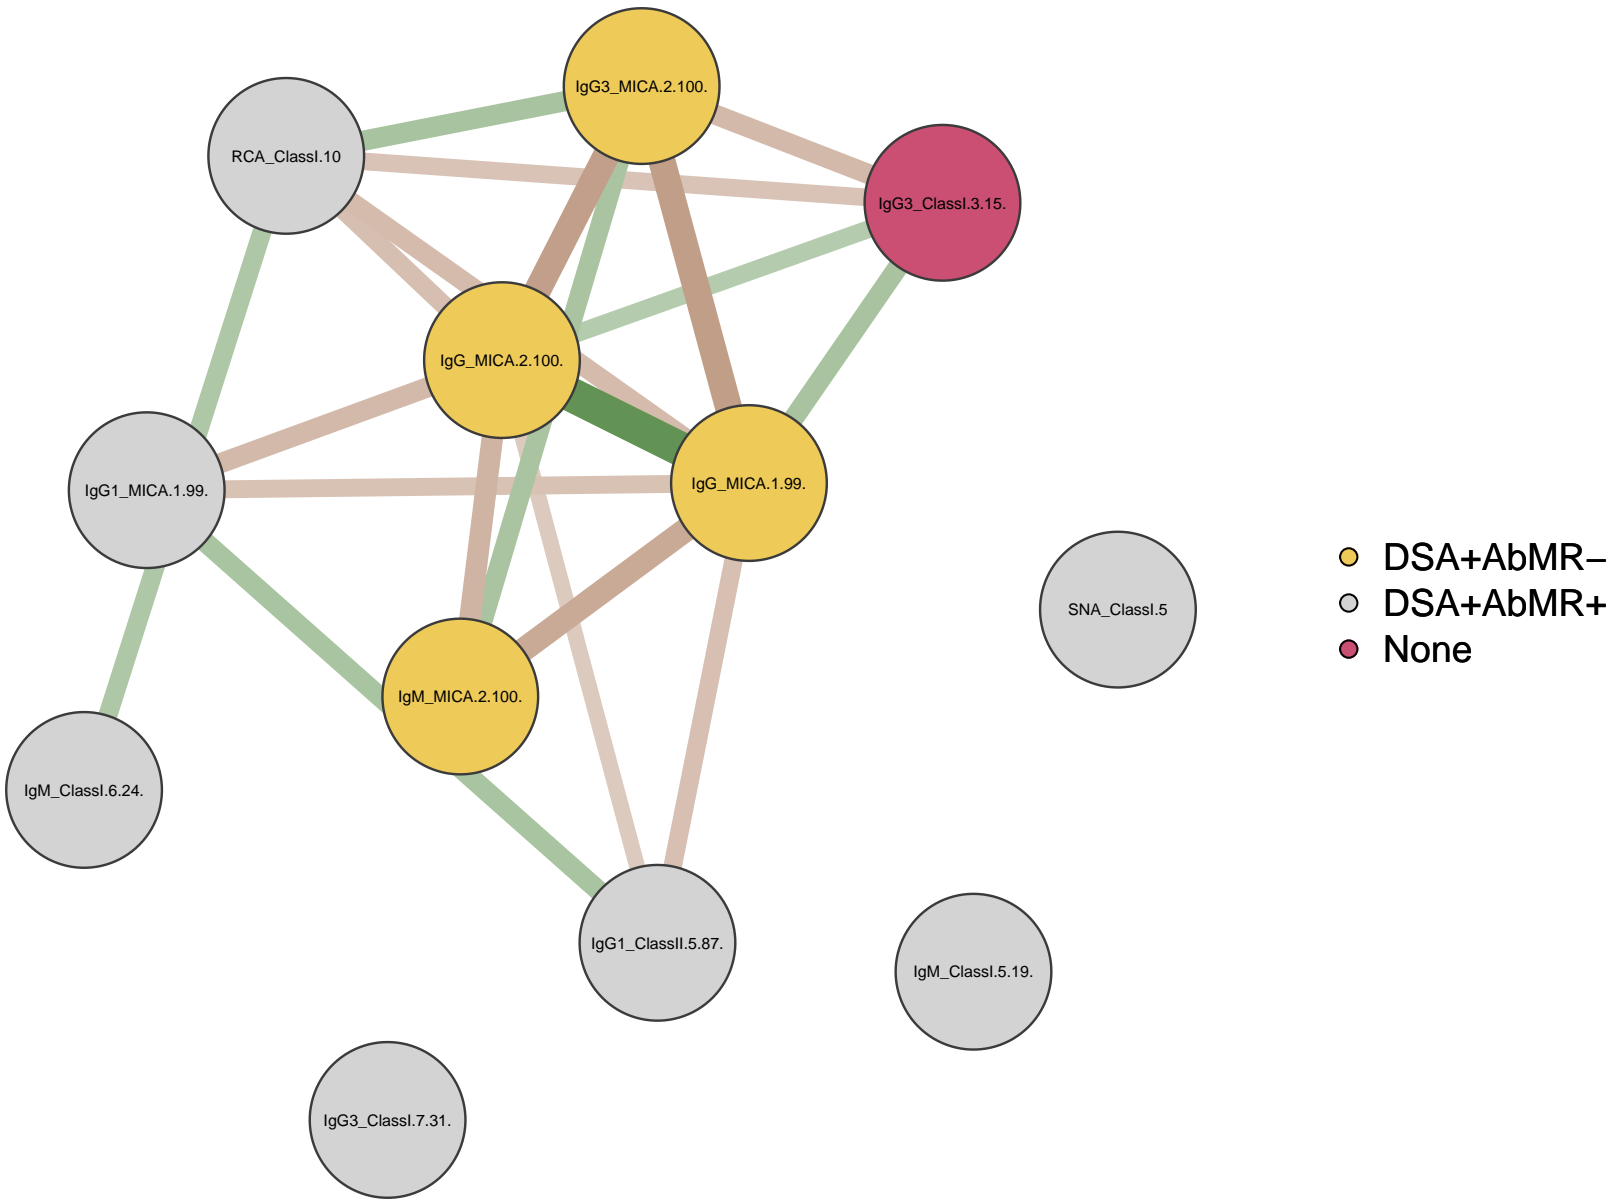 IgG3_MICA.2.100.
RCA_ClassI.10
IgG3_ClassI.3.15.
IgG_MICA.2.100.
IgG1_MICA.1.99.
IgG_MICA.1.99.
SNA_ClassI.5
IgM_MICA.2.100.
IgM_ClassI.6.24.
IgG1_ClassII.5.87.
IgM_ClassI.5.19.
IgG3_ClassI.7.31.
DSA+AbMR−
DSA+AbMR+
None